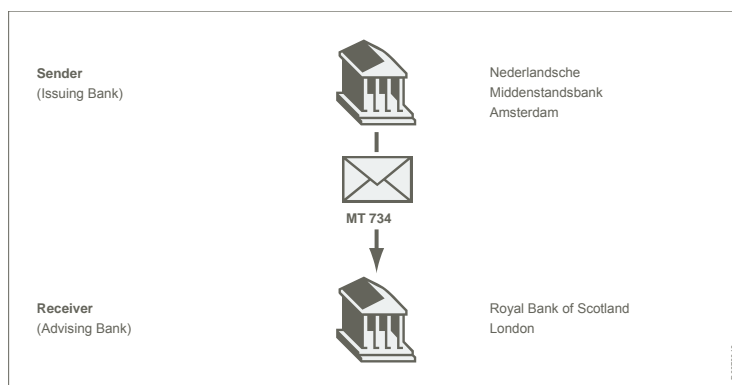 Sender
(Issuing Bank)
Nederlandsche
Middenstandsbank
Amsterdam
MT 734
Receiver
(Advising Bank)
Royal Bank of Scotland
London